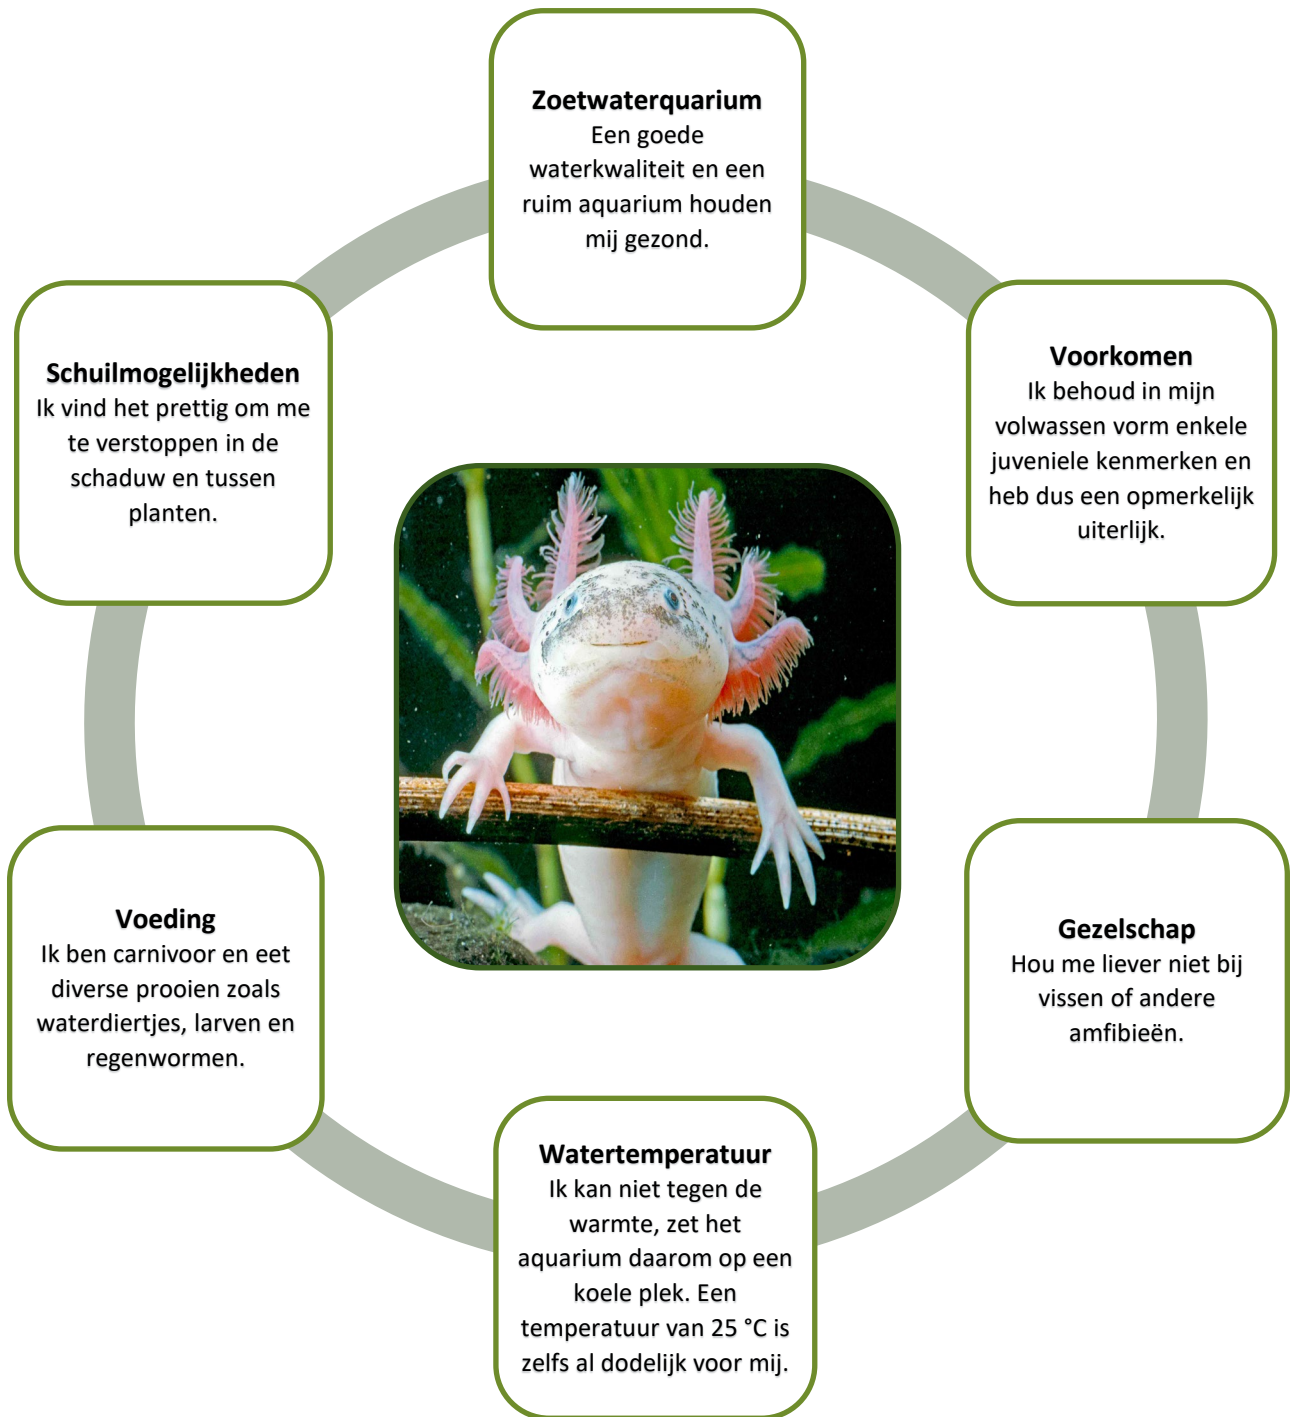 Zoetwaterquarium
Een goede
waterkwaliteit en een
ruim aquarium houden
mij gezond.
Voorkomen
Ik behoud in mijn
volwassen vorm enkele
juveniele kenmerken en
heb dus een opmerkelijk
uiterlijk.
Gezelschap
Hou me liever niet bij
vissen of andere
amfibieën.
Watertemperatuur
Ik kan niet tegen de
warmte, zet het
aquarium daarom op een
koele plek. Een
temperatuur van 25 °C is
zelfs al dodelijk voor mij.
Voeding
Ik ben carnivoor en eet
diverse prooien zoals
waterdiertjes, larven en
regenwormen.
Schuilmogelijkheden
Ik vind het prettig om me
te verstoppen in de
schaduw en tussen
planten.